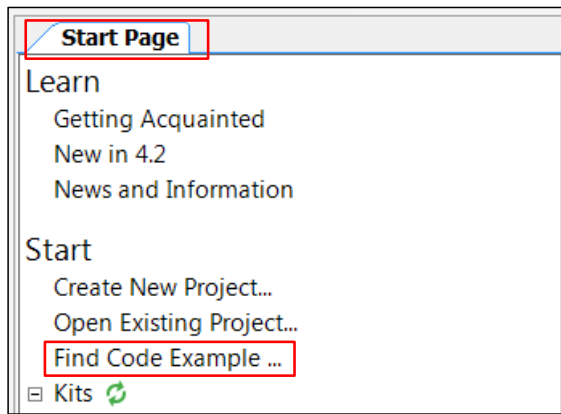 Start Page
Learn
Getting Acquainted
New in 4.2
News and Information
Start
Create New Project...
Open Existing Project...
Find Code Example ...
Kits